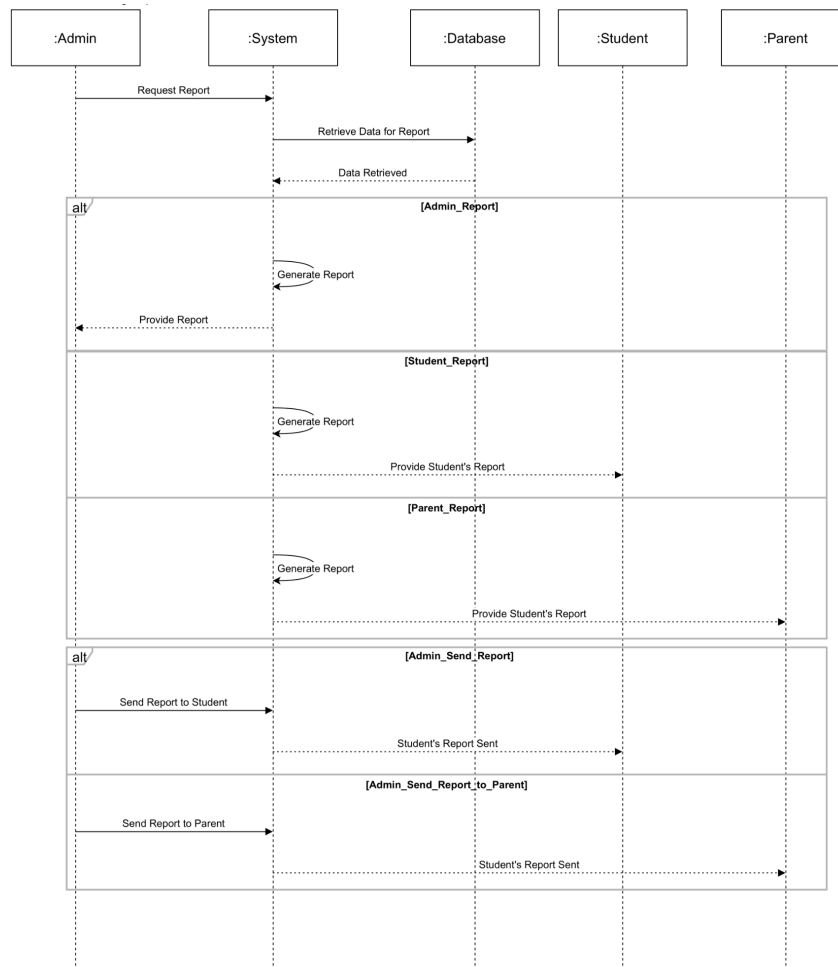 :Admin
:System
:Database
:Student
:Parent
Request Report
Retrieve Data for Report
Data Retrieved
alt
[Admin_Report]
Generate Report
Provide Report
[Student_Report]
Generate Report
Provide Student's Report
[Parent_Report]
Generate Report
Provide Student's Report
alt
[Admin_Send_Report]
Send Report to Student
Student's Report Sent
[Admin_Send_Report_to_Parent]
Send Report to Parent
Student's Report Sent